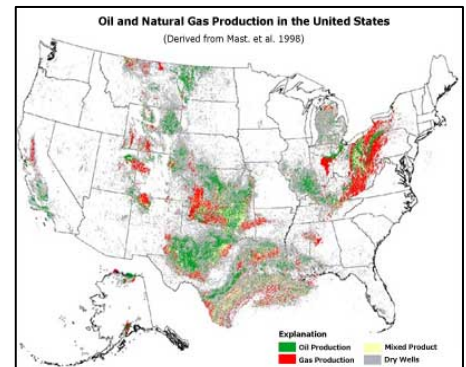 Oil and Natural Gas Production in the United States
(Derived from Mast. et al. 1998)
Explanation
Oil Production
Mixed Product
Gas Production
Dry Wells